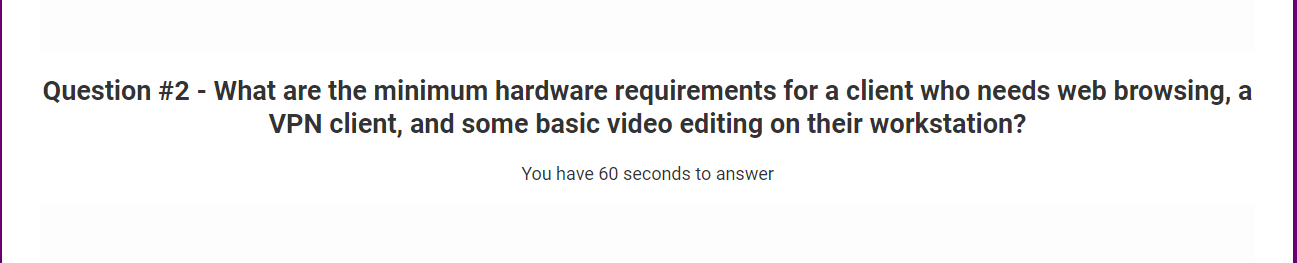 Question #2 - What are the minimum hardware requirements for a client who needs web browsing, a
VPN client, and some basic video editing on their workstation?
You have 60 seconds to answer